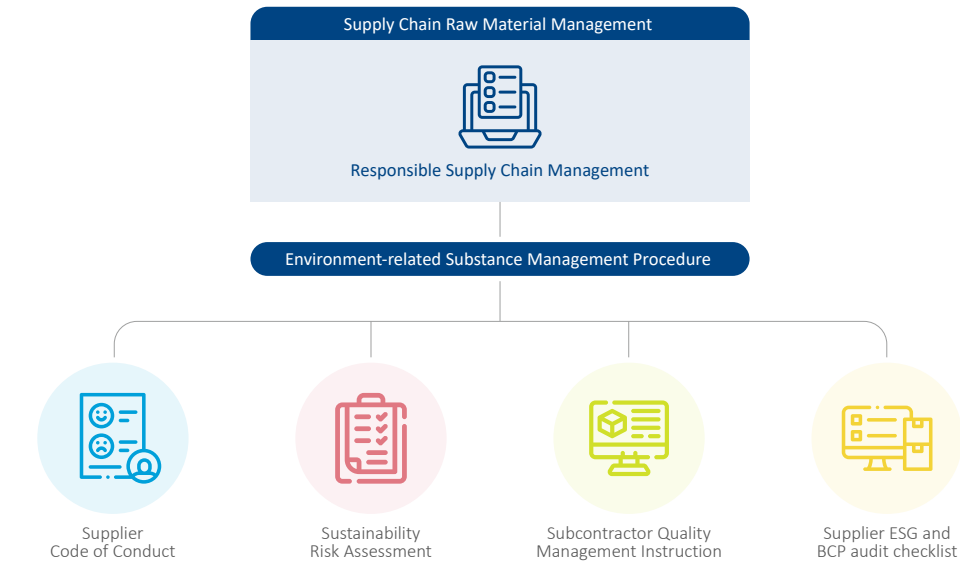 Supply Chain Raw Material Management
Responsible Supply Chain Management
Environment-related Substance Management Procedure
Supplier
Code of Conduct
Sustainability
Risk Assessment
Subcontractor Quality
Management Instruction
Supplier ESG and
BCP audit checklist